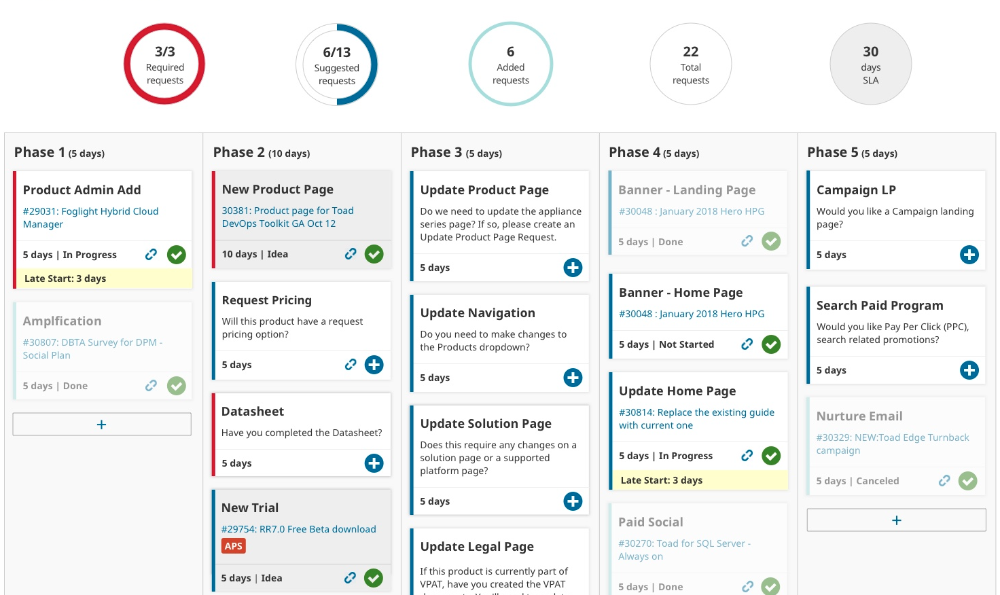 3/3
Required
requests
6/13
Suggested
requests
6
Added
requests
22
Total
requests
30
days
SLA
Phase 1 (5 days)
Product Admin Add
#29031: Foglight Hybrid Cloud
Manager
5 days | In Progress
Late Start: 3 days
Amplfication
#30807: DBTA Survey for DPM -
Social Plan
5 days | Done
Phase 2 (10 days)
New Product Page
30381: Product page for Toad
DevOps Toolkit GA Oct 12
10 days | Idea
Request Pricing
Will this product have a request
pricing option?
5 days
Datasheet
Have you completed the Datasheet?
5 days
New Trial
#29754: RR7.0 Free Beta download
APS
5 days | Idea
Phase 3 (5 days)
Update Product Page
Do we need to update the appliance
series page? If so, please create an
Update Product Page Request.
5 days
Update Navigation
Do you need to make changes to
the Products dropdown?
5 days
Update Solution Page
Does this require any changes on a
solution page or a supported
platform page?
5 days
Update Legal Page
If this product is currently part of
VPAT, have you created the VPAT
Phase 4 (5 days)
Banner - Landing Page
#30048 : January 2018 Hero HPG
5 days | Done
Banner - Home Page
#30048 : January 2018 Hero HPG
5 days | Not Started
Update Home Page
#30814: Replace the existing guide
with current one
5 days | In Progress
Late Start: 3 days
Paid Social
#30270: Toad for SQL Server -
Always on
5 days | Done
Phase 5 (5 days)
Campaign LP
Would you like a Campaign landing
page?
5 days
Search Paid Program
Would you like Pay Per Click (PPC),
search related promotions?
5 days
Nurture Email
#30329: NEW:Toad Edge Turnback
campaign
5 days | Canceled